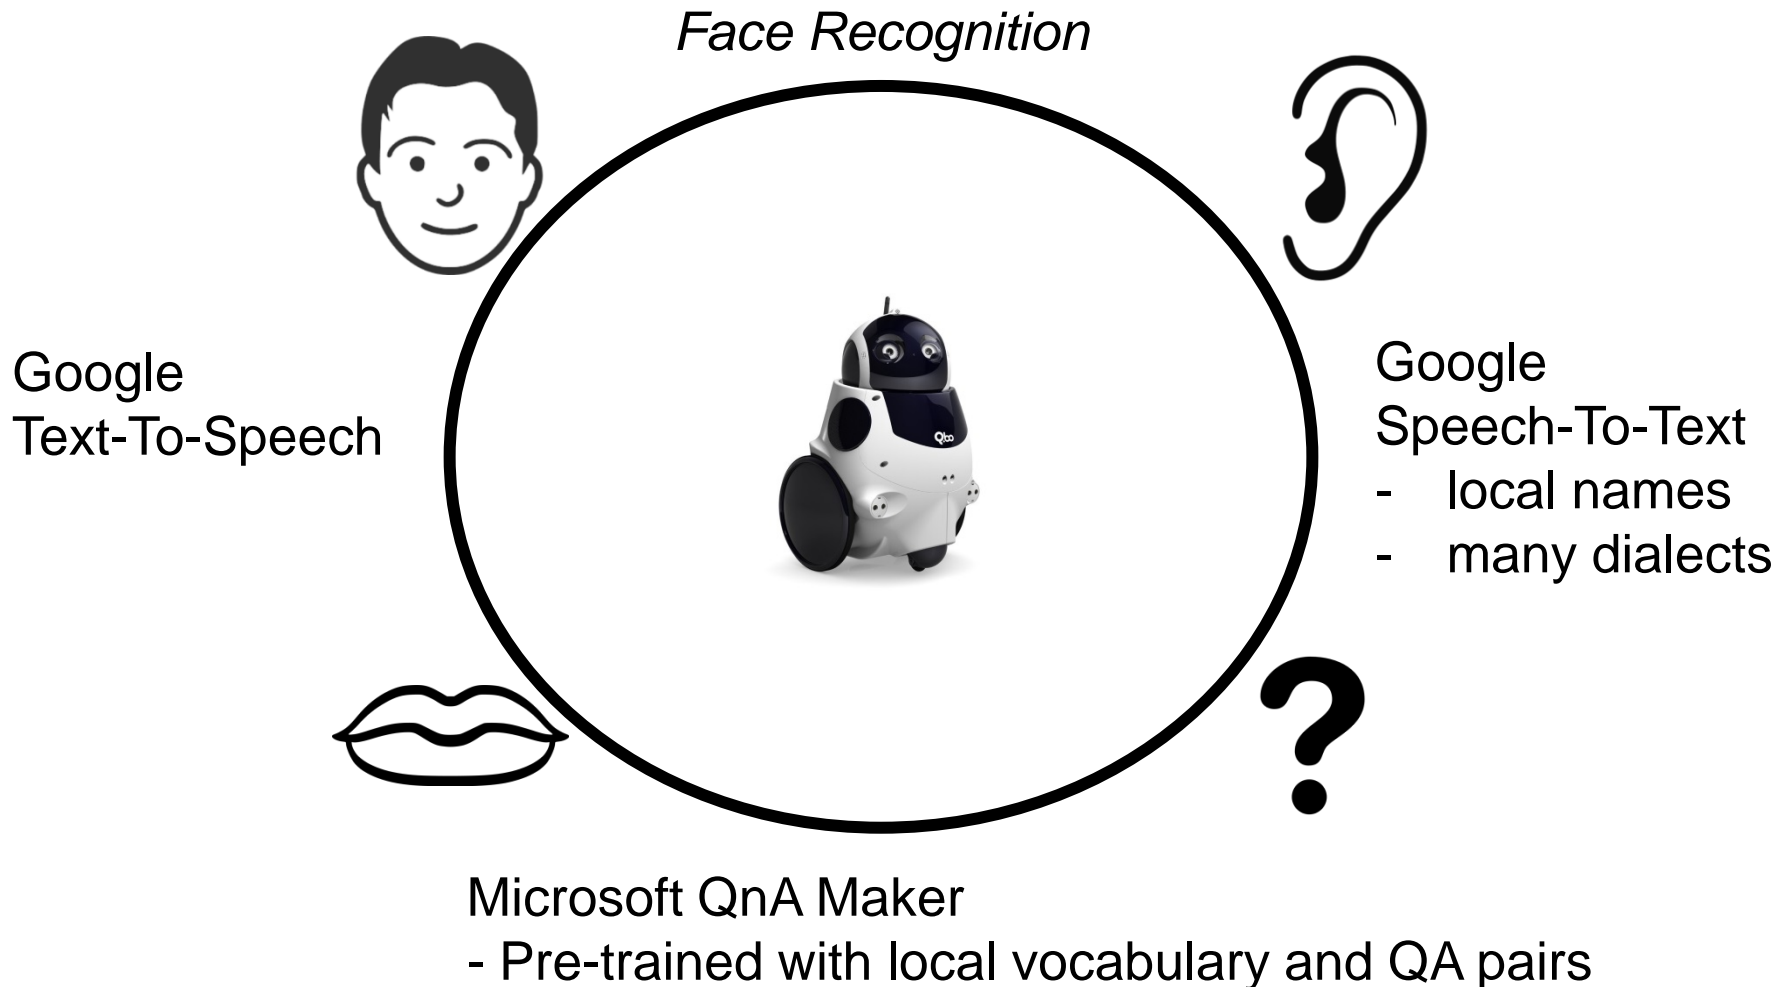 Face Recognition
Google
Text-To-Speech
Google
Speech-To-Text
- local names
- many dialects
Qbo
?
Microsoft QnA Maker
- Pre-trained with local vocabulary and QA pairs